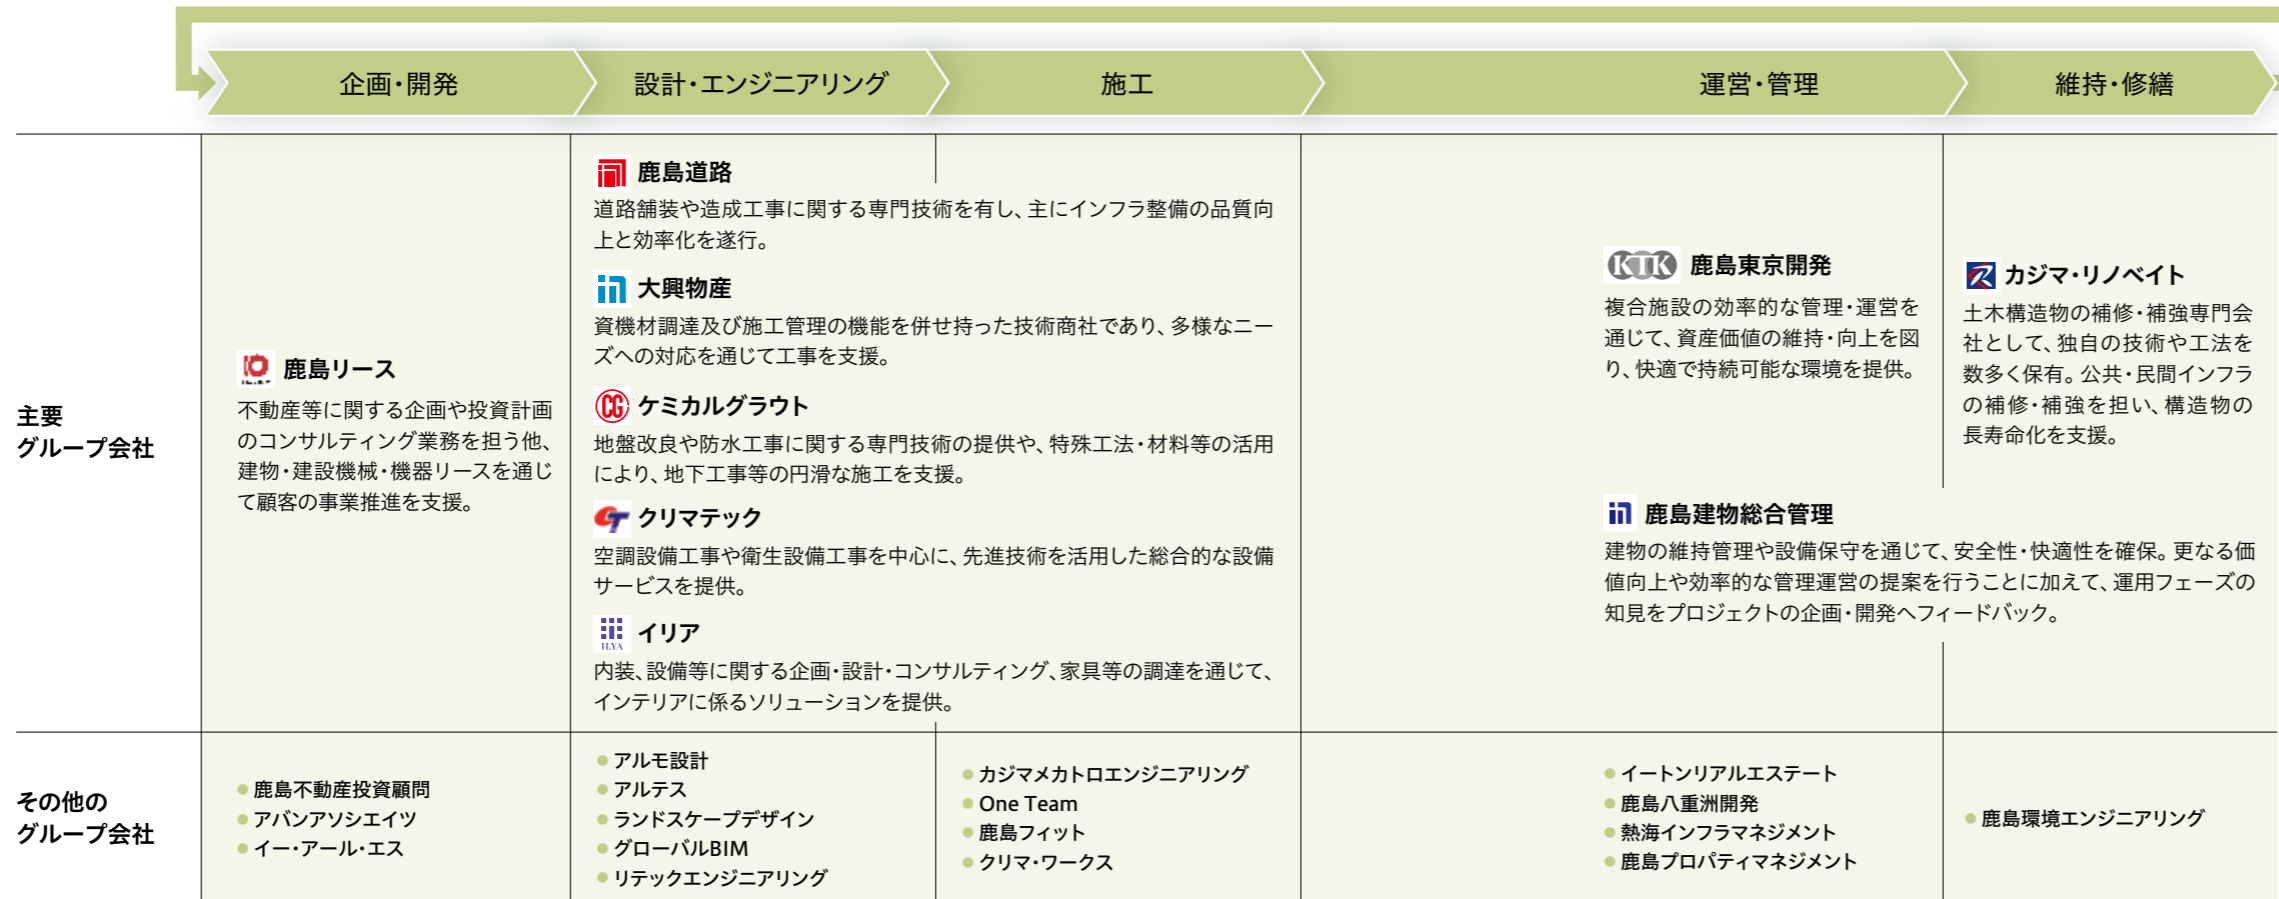 企画・開発
設計・エンジニアリング
施工
運営・管理
維持・修繕
主要
グループ会社
鹿島リース
不動産等に関する企画や投資計画
のコンサルティング業務を担う他、
建物・建設機械・機器リースを通じ
て顧客の事業推進を支援。
鹿島道路
道路舗装や造成工事に関する専門技術を有し、主にインフラ整備の品質向
上と効率化を遂行。
大興物産
資機材調達及び施工管理の機能を併せ持った技術商社であり、多様なニー
ズへの対応を通じて工事を支援。
CG ケミカルグラウト
地盤改良や防水工事に関する専門技術の提供や、特殊工法・材料等の活用
により、地下工事等の円滑な施工を支援。
CT クリマテック
空調設備工事や衛生設備工事を中心に、先進技術を活用した総合的な設備
サービスを提供。
ILYA イリア
内装、設備等に関する企画・設計・コンサルティング、家具等の調達を通じて、
インテリアに係るソリューションを提供。
KTK 鹿島東京開発
複合施設の効率的な管理・運営を
通じて、資産価値の維持・向上を図
り、快適で持続可能な環境を提供。
R カジマ・リノベイト
土木構造物の補修・補強専門会
社として、独自の技術や工法を
数多く保有。公共・民間インフラ
の補修・補強を担い、構造物の
長寿命化を支援。
鹿島建物総合管理
建物の維持管理や設備保守を通じて、安全性・快適性を確保。更なる価
値向上や効率的な管理運営の提案を行うことに加えて、運用フェーズの
知見をプロジェクトの企画・開発へフィードバック。
その他の
グループ会社
鹿島不動産投資顧問
アバンアソシエイツ
イー・アール・エス
アルモ設計
アルテス
ランドスケープデザイン
グローバルBIM
リテックエンジニアリング
カジマメカトロエンジニアリング
One Team
鹿島フィット
クリマ・ワークス
イートンリアルエステート
鹿島八重洲開発
熱海インフラマネジメント
鹿島プロパティマネジメント
鹿島環境エンジニアリング